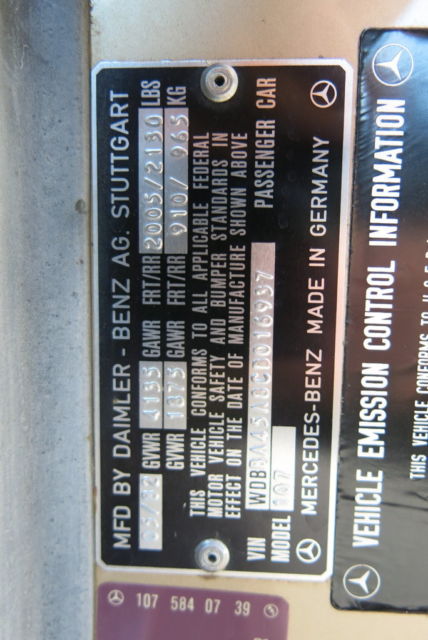 MFD BY DAIMLER - BENZ AG. STUTTGART
GVWR 4135 GAWR FRT/RR 2005/2130 LBS
GVWR 1875 GAWR FRT/RR 910/ 965 KG
THIS VEHICLE CONFORMS TO ALL APPLICABLE FEDERAL
MOTOR VEHICLE SAFETY AND BUMPER STANDARDS IN
EFFECT ON THE DATE OF MANUFACTURE SHOWN ABOVE
VIN WDBBA45A8CB016937 PASSENGER CAR
MODEL 107
MERCEDES-BENZ MADE IN GERMANY
VEHICLE EMISSION CONTROL INFORMATION
THIS VEHICLE CONFORMS TO U.S.E.P.A.
107 584 07 39